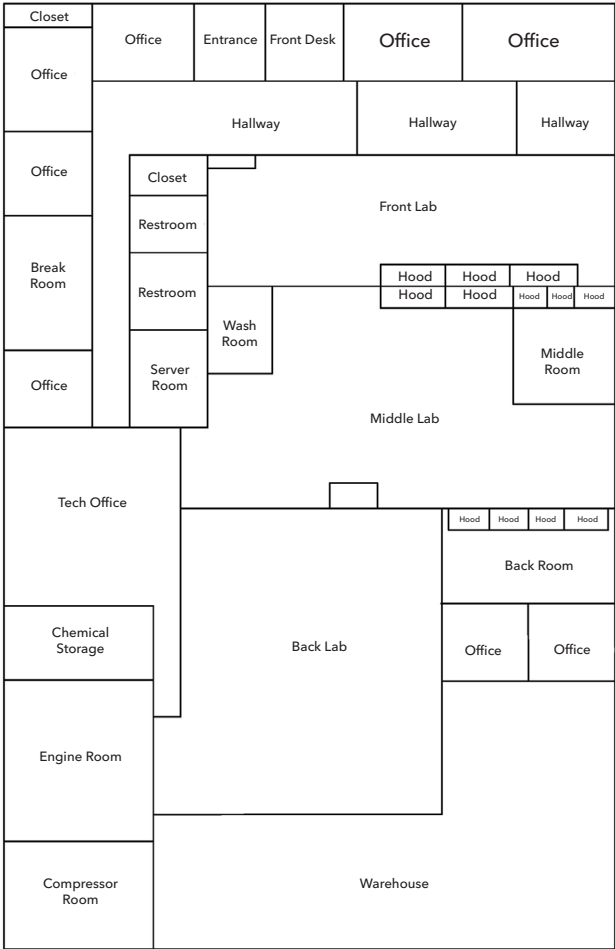 Closet
Office
Entrance
Front Desk
Office
Office
Office
Hallway
Hallway
Hallway
Office
Closet
Front Lab
Restroom
Break
Room
Hood
Hood
Hood
Hood
Hood
Hood
Hood
Hood
Restroom
Wash
Room
Middle
Room
Server
Room
Office
Middle Lab
Tech Office
Hood
Hood
Hood
Hood
Back Room
Chemical
Storage
Back Lab
Office
Office
Engine Room
Compressor
Room
Warehouse